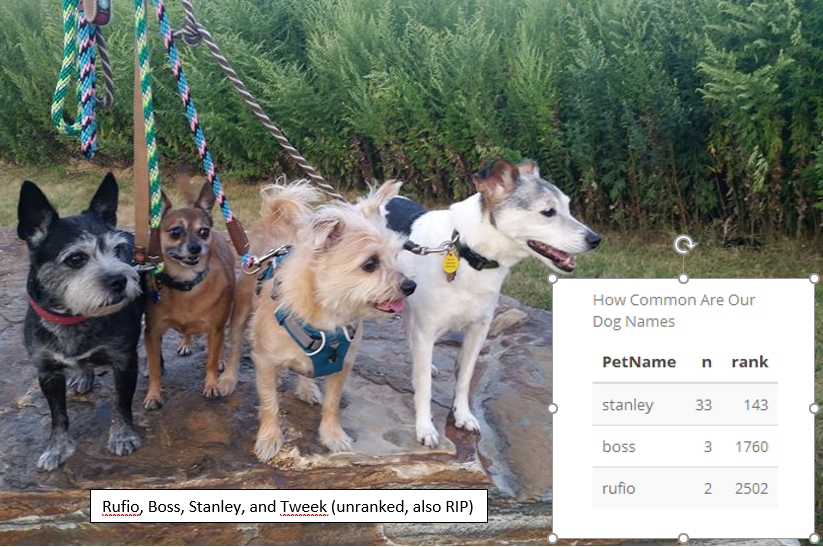 How Common Are Our
Dog Names
PetName n rank
stanley 33 143
boss 3 1760
rufio 2 2502
Rufio, Boss, Stanley, and Tweek (unranked, also RIP)